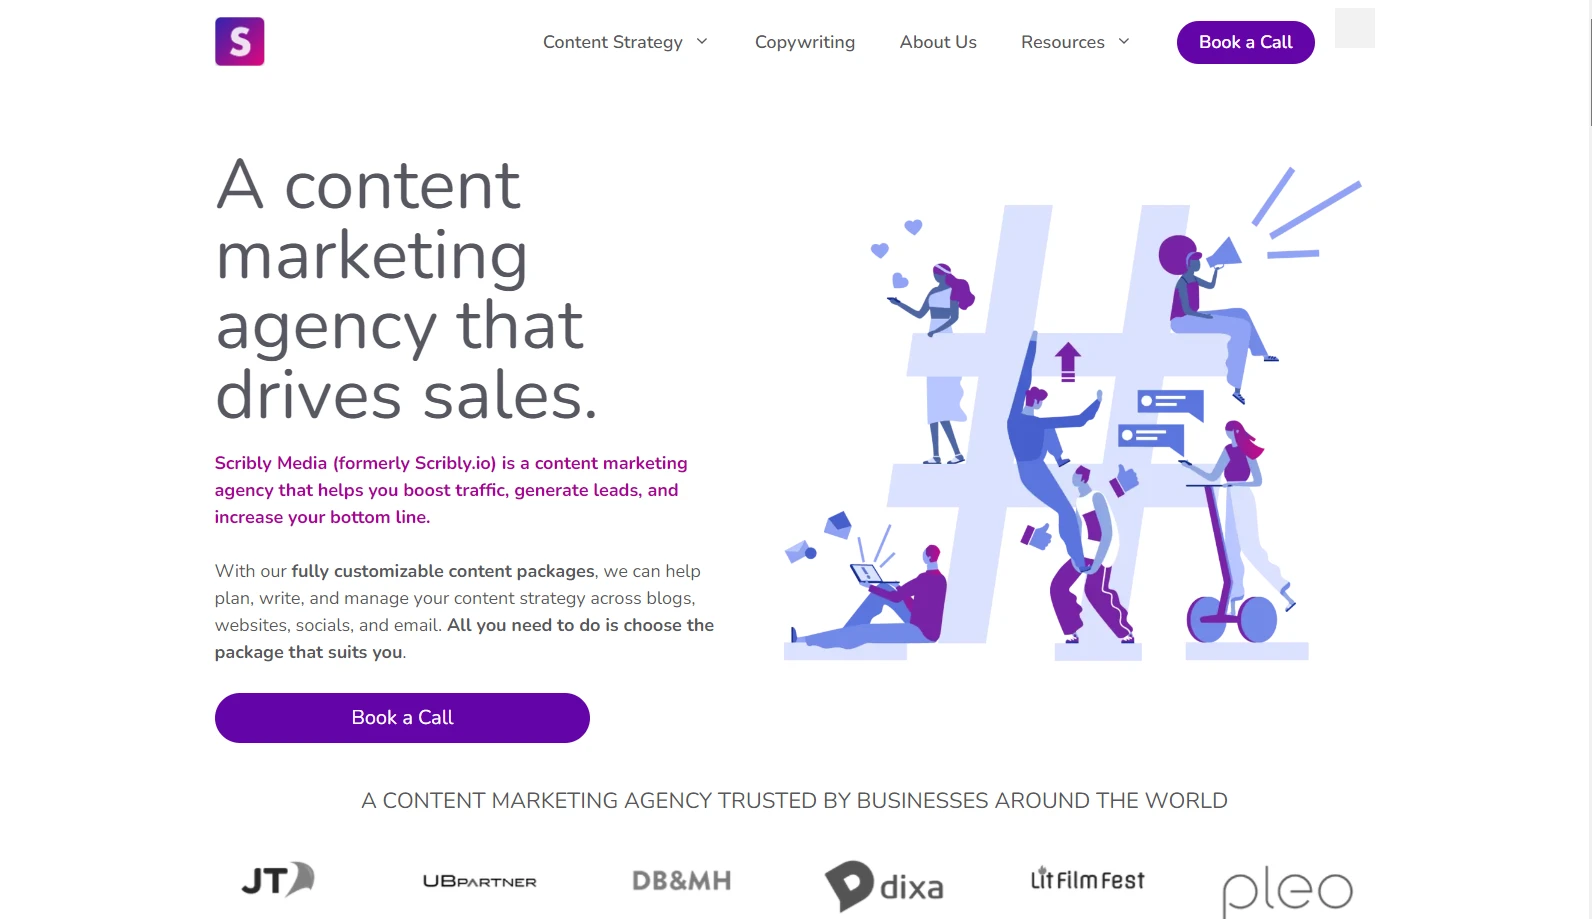 S
Content Strategy
Copywriting
About Us
Resources
Book a Call
A content
marketing
agency that
drives sales.
Scribly Media (formerly Scribly.io) is a content marketing
agency that helps you boost traffic, generate leads, and
increase your bottom line.
With our fully customizable content packages, we can help
plan, write, and manage your content strategy across blogs,
websites, socials, and email. All you need to do is choose the
package that suits you.
Book a Call
A CONTENT MARKETING AGENCY TRUSTED BY BUSINESSES AROUND THE WORLD
JT
UBPARTNER
DB&MH
dixa
LitFilmFest
pleo